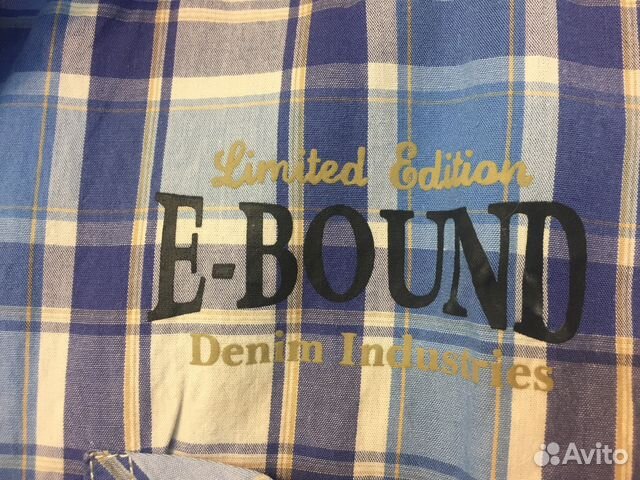 Limited Edition
E-BOUND
Denim Industries
Avito